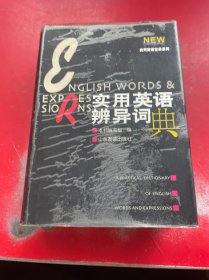 NEW
ENGLISH WORDS &
EXPRESSIONS
实用英语
辨异词典
A PRACTICAL DICTIONARY
OF ENGLISH
WORDS AND EXPRESSIONS